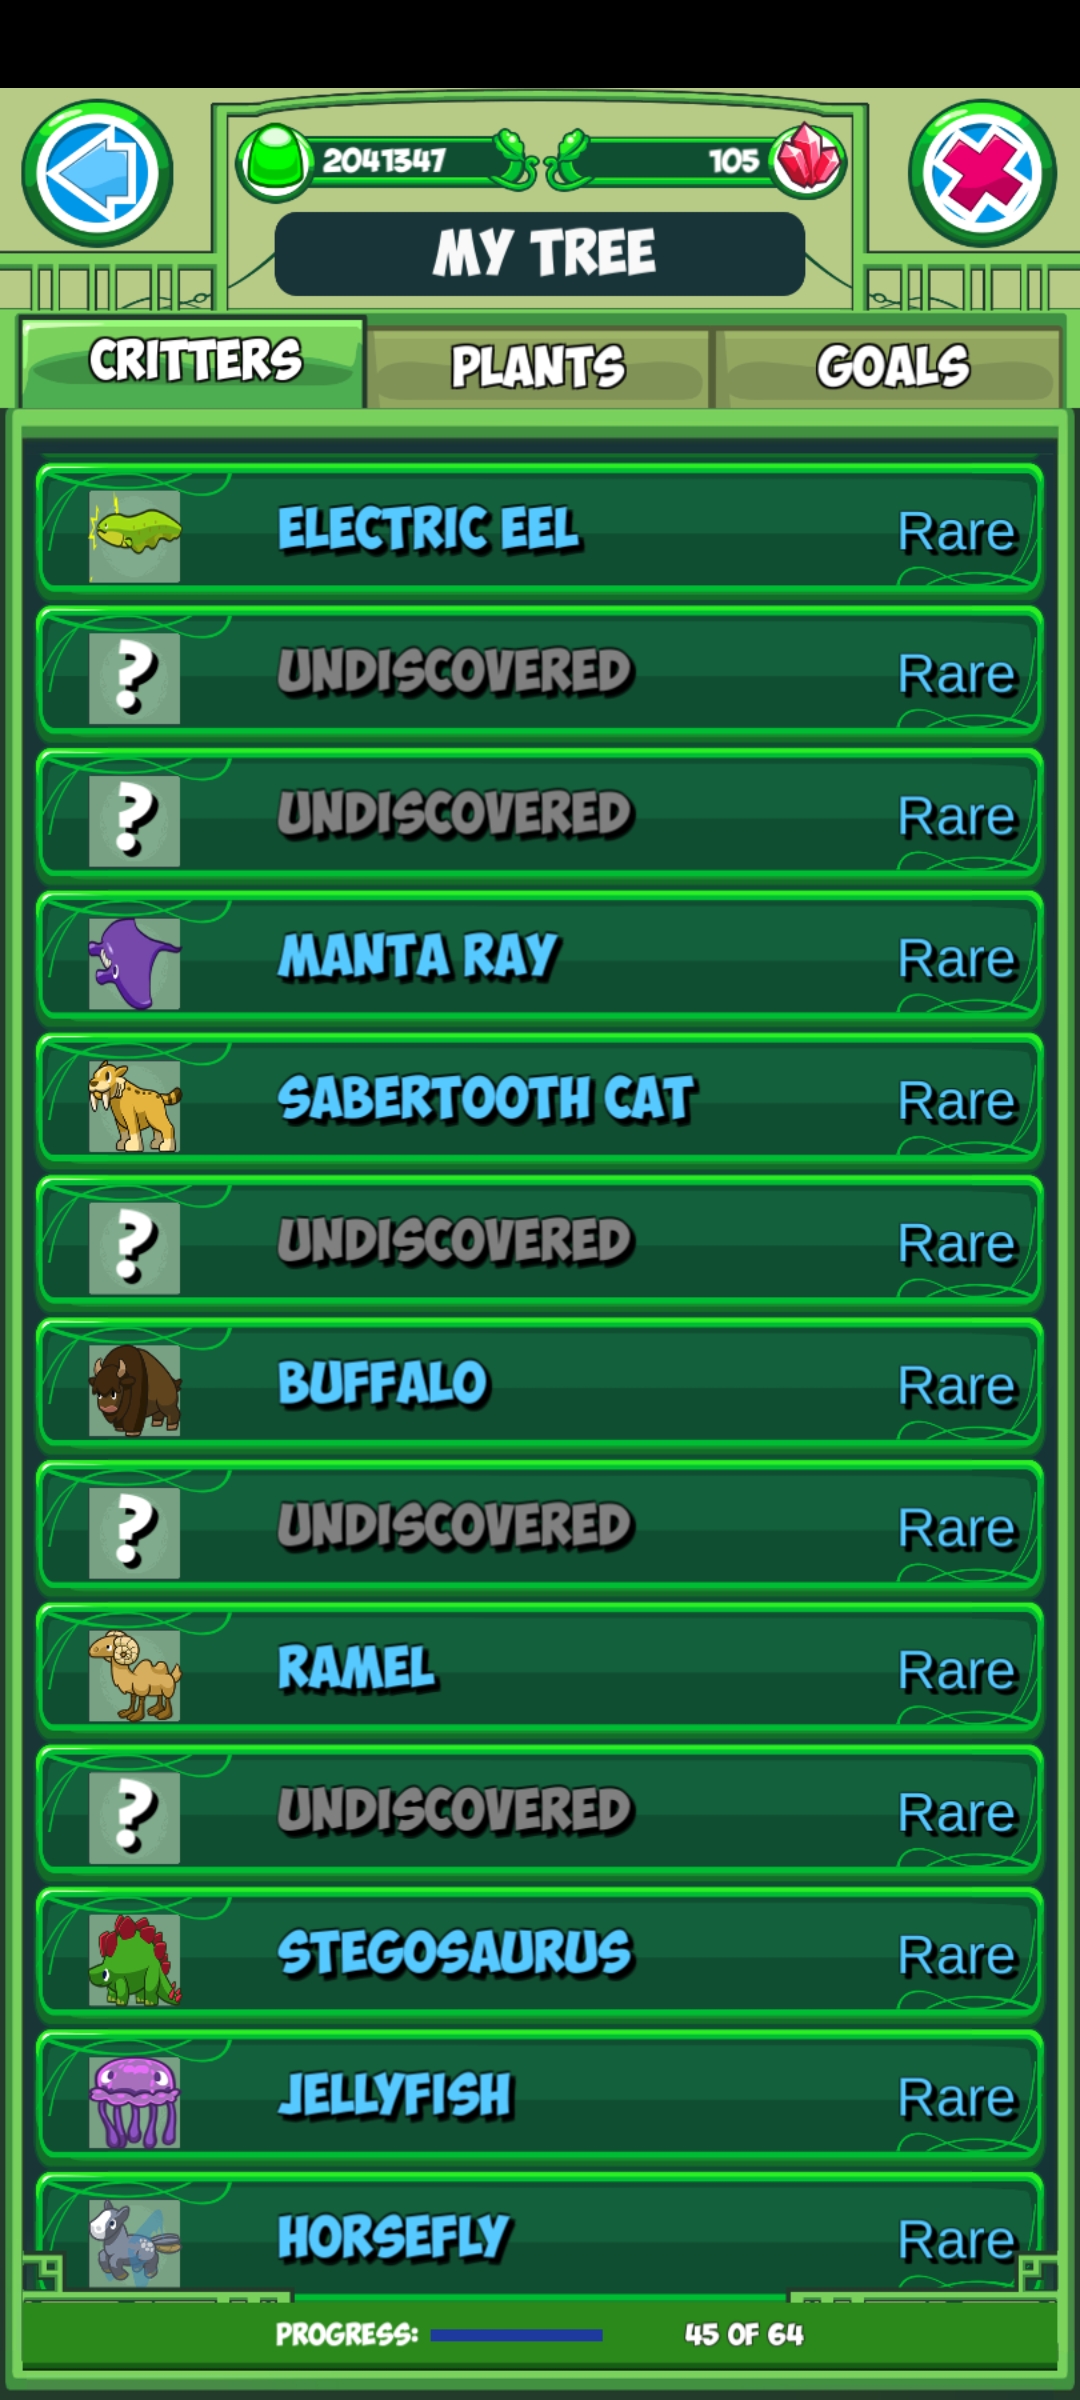 2041347 105
MY TREE
CRITTERS PLANTS GOALS
ELECTRIC EEL Rare
? UNDISCOVERED Rare
? UNDISCOVERED Rare
MANTA RAY Rare
SABERTOOTH CAT Rare
? UNDISCOVERED Rare
BUFFALO Rare
? UNDISCOVERED Rare
RAMEL Rare
? UNDISCOVERED Rare
STEGOSAURUS Rare
JELLYFISH Rare
HORSEFLY Rare
PROGRESS: 45 OF 64